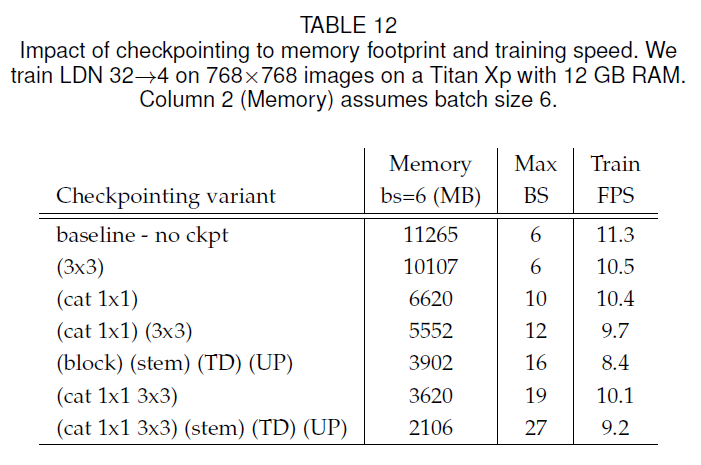 TABLE 12
Impact of checkpointing to memory footprint and training speed. We
train LDN 32→4 on 768×768 images on a Titan Xp with 12 GB RAM.
Column 2 (Memory) assumes batch size 6.
Memory Max Train
Checkpointing variant bs=6 (MB) BS FPS
baseline - no ckpt 11265 6 11.3
(3x3) 10107 6 10.5
(cat 1x1) 6620 10 10.4
(cat 1x1) (3x3) 5552 12 9.7
(block) (stem) (TD) (UP) 3902 16 8.4
(cat 1x1 3x3) 3620 19 10.1
(cat 1x1 3x3) (stem) (TD) (UP) 2106 27 9.2